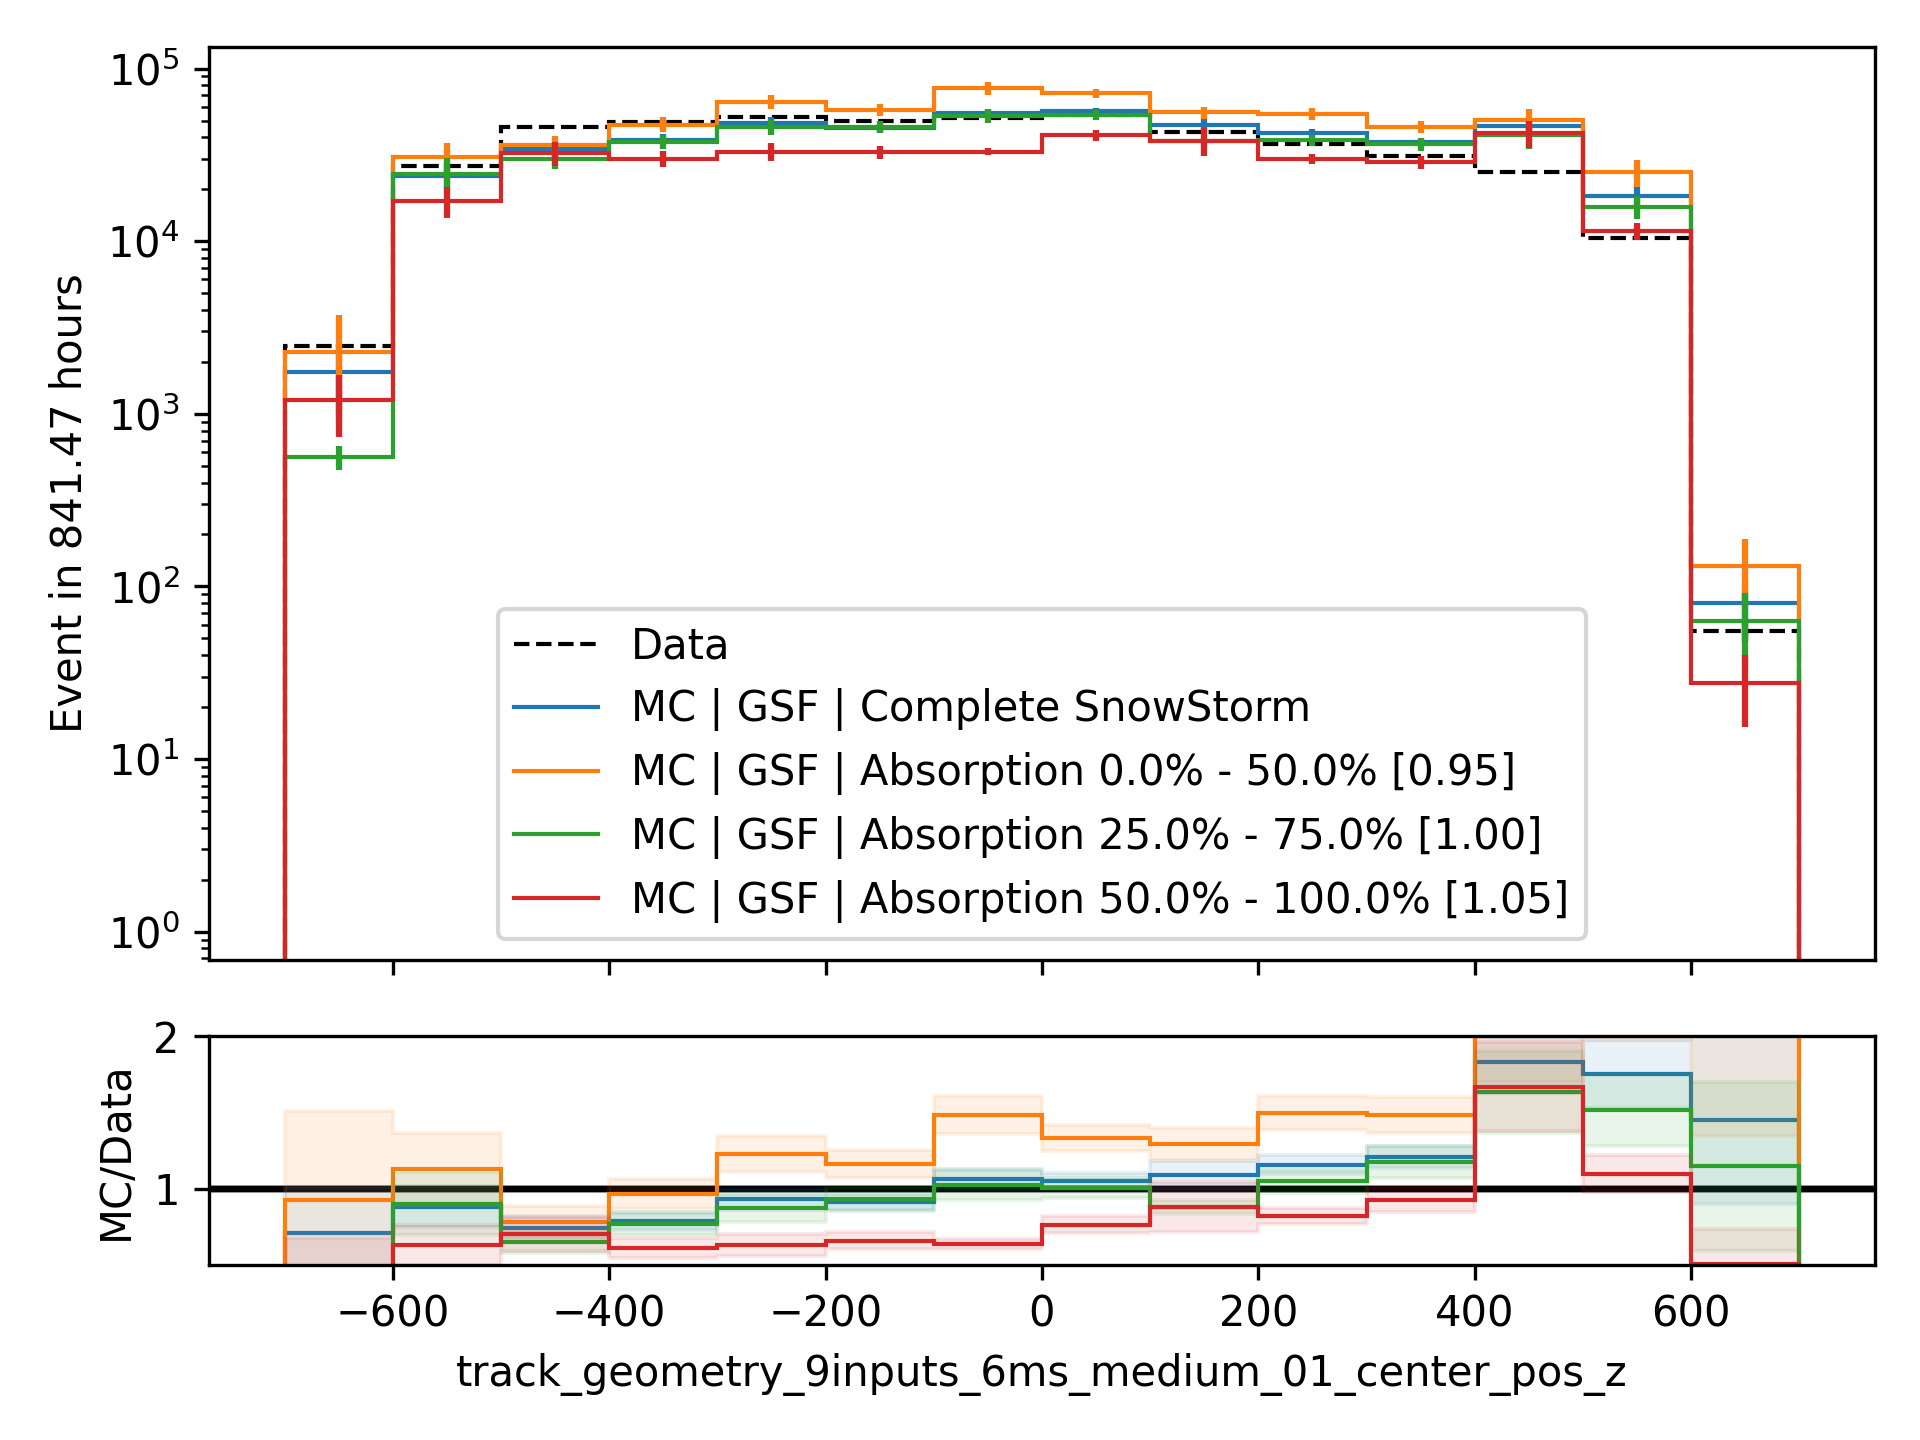 10⁵
10⁴
10³
10²
10¹
10⁰
Event in 841.47 hours
Data
MC | GSF | Complete SnowStorm
MC | GSF | Absorption 0.0% - 50.0% [0.95]
MC | GSF | Absorption 25.0% - 75.0% [1.00]
MC | GSF | Absorption 50.0% - 100.0% [1.05]
2
1
MC/Data
−600 −400 −200 0 200 400 600
track_geometry_9inputs_6ms_medium_01_center_pos_z